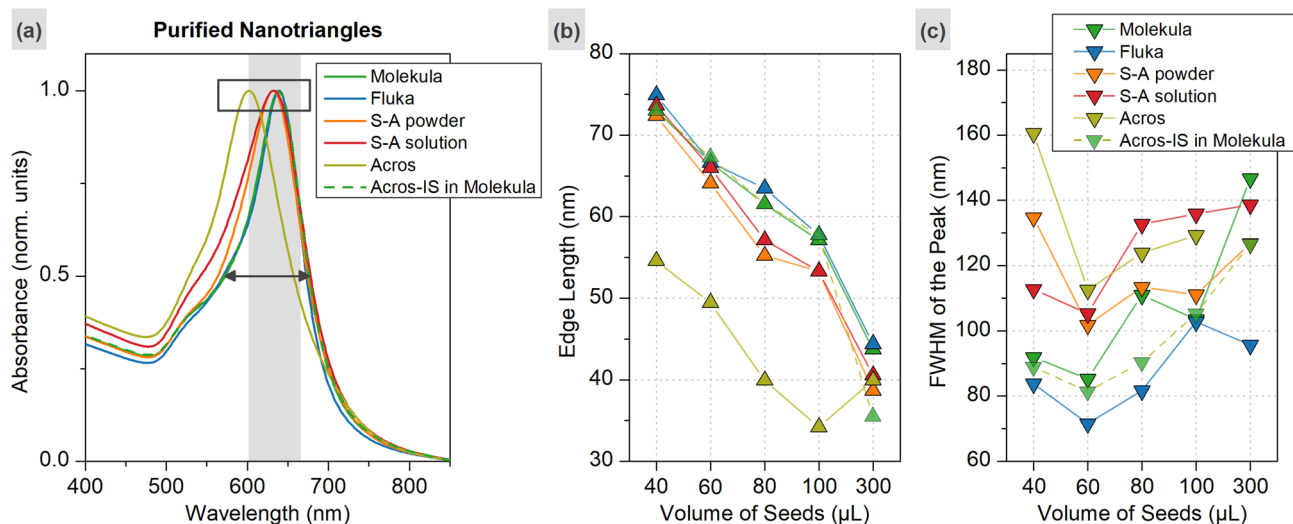 (a)
Purified Nanotriangles
Absorbance (norm. units)
1.0
0.5
0.0
Molekula
Fluka
S-A powder
S-A solution
Acros
Acros-IS in Molekula
400
500
600
700
800
Wavelength (nm)
(b)
Edge Length (nm)
80
70
60
50
40
30
40
60
80
100
300
Volume of Seeds (µL)
(c)
FWHM of the Peak (nm)
180
160
140
120
100
80
60
Molekula
Fluka
S-A powder
S-A solution
Acros
Acros-IS in Molekula
40
60
80
100
300
Volume of Seeds (µL)